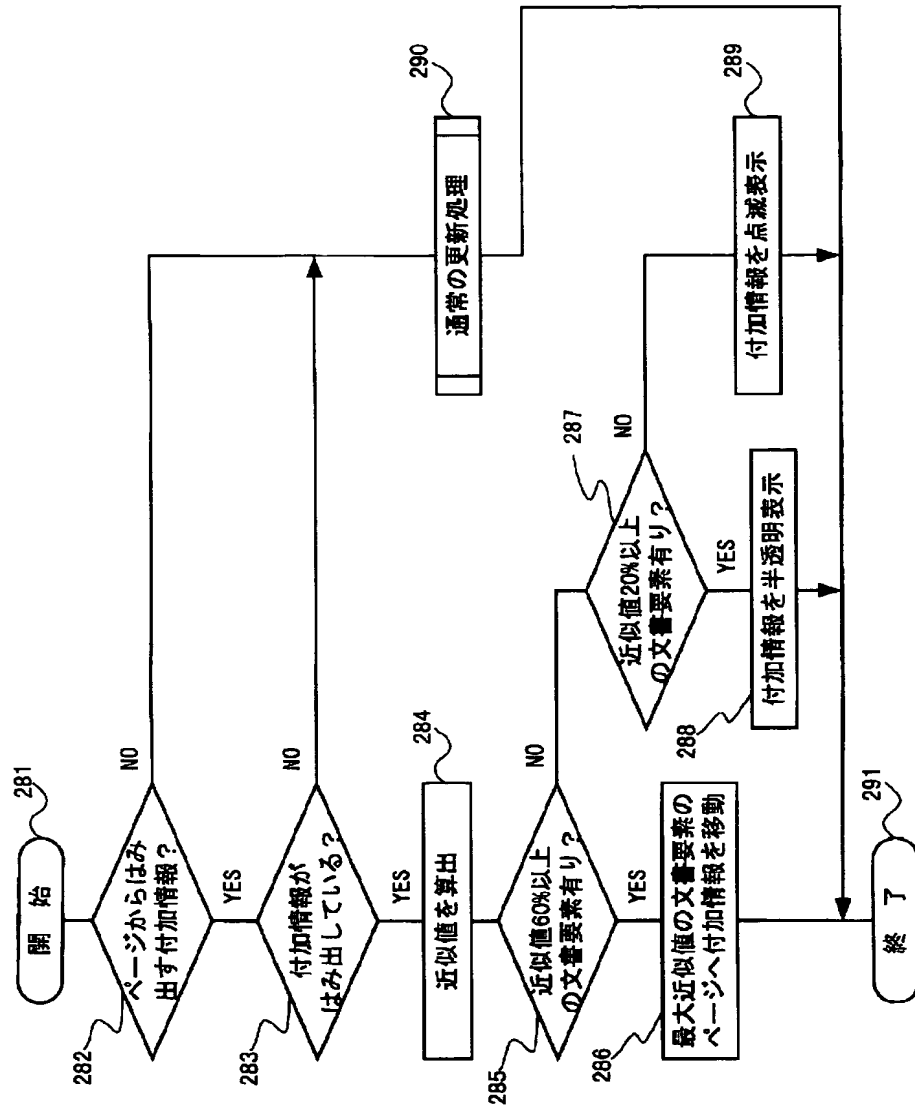 281
開 始
282
ページからはみ
出す付加情報？
NO
YES
283
付加情報が
はみ出している？
NO
YES
284
近似値を算出
285
近似値60%以上
の文書要素有り？
NO
YES
286
最大近似値の文書要素の
ページへ付加情報を移動
287
近似値20%以上
の文書要素有り？
NO
YES
288
付加情報を半透明表示
289
付加情報を点滅表示
290
通常の更新処理
291
終 了